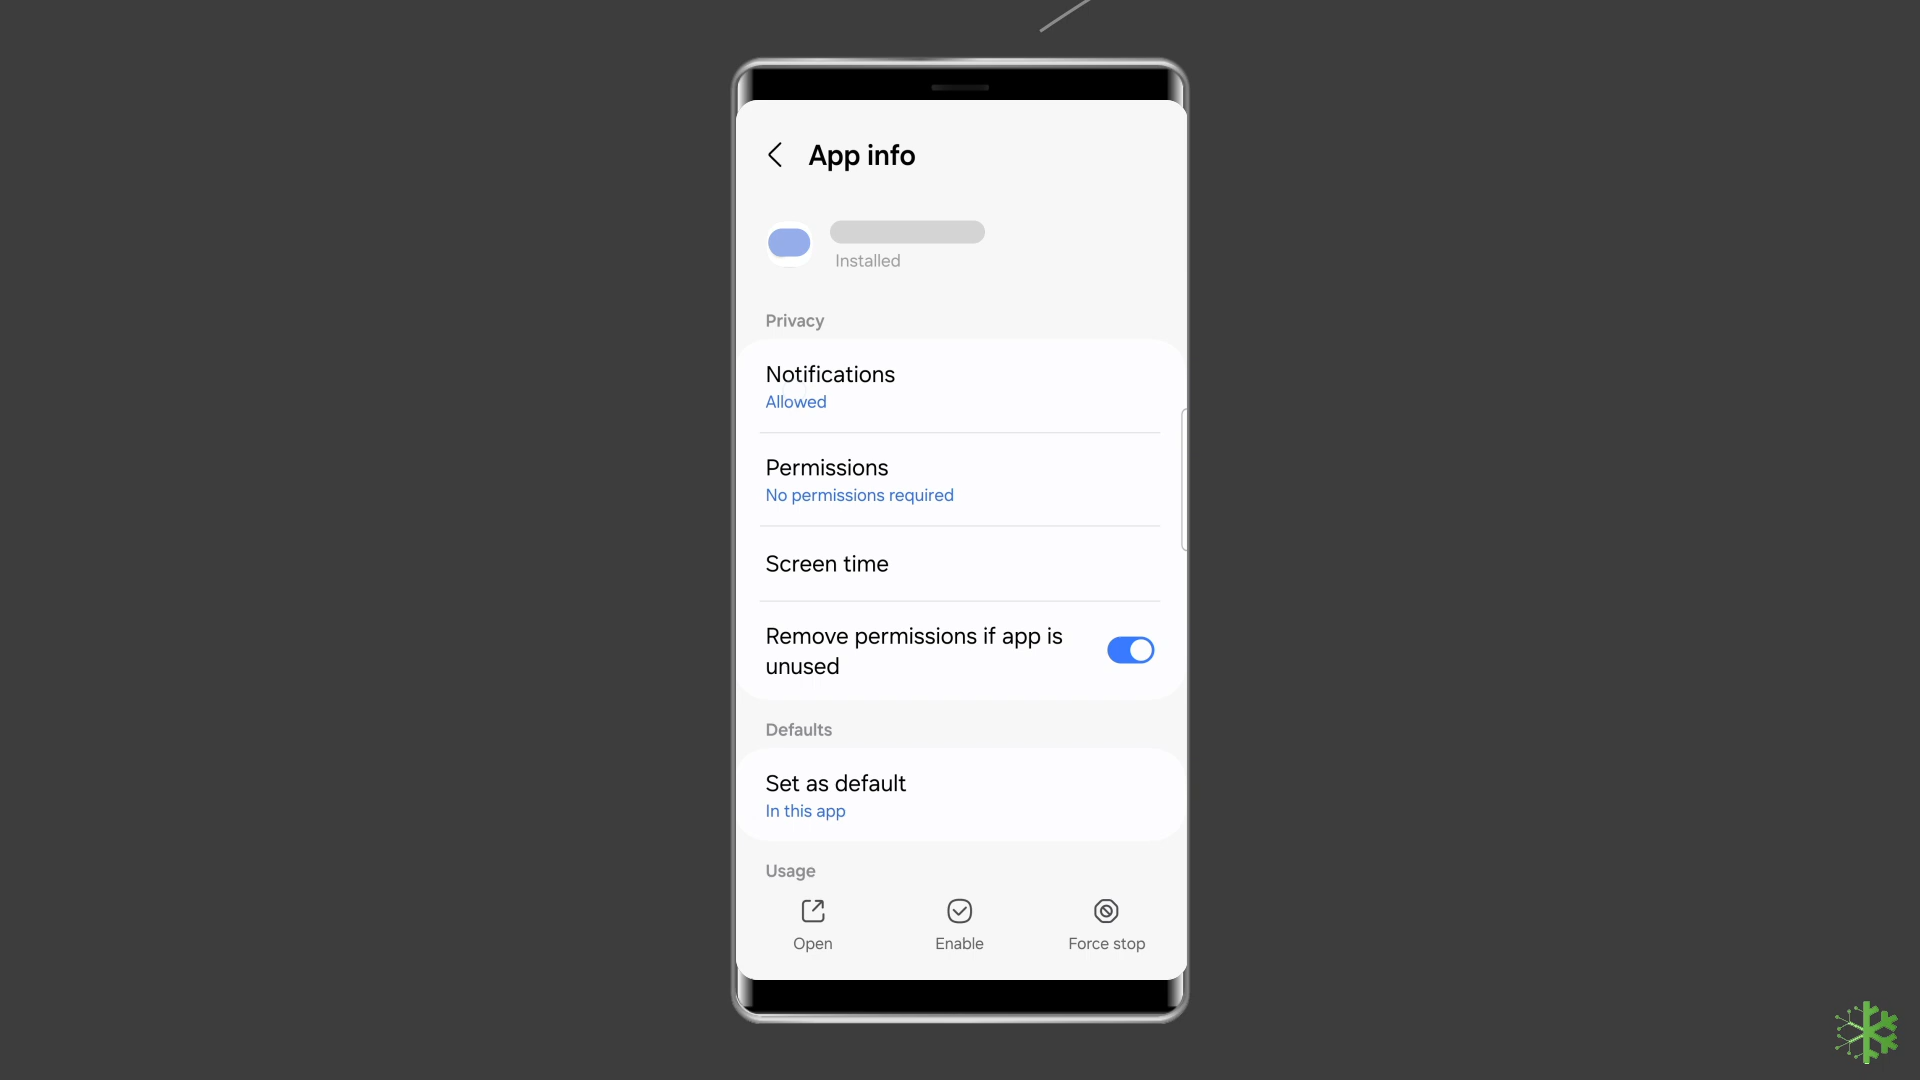 App info
Installed
Privacy
Notifications
Allowed
Permissions
No permissions required
Screen time
Remove permissions if app is
unused
Defaults
Set as default
In this app
Usage
Open
Enable
Force stop